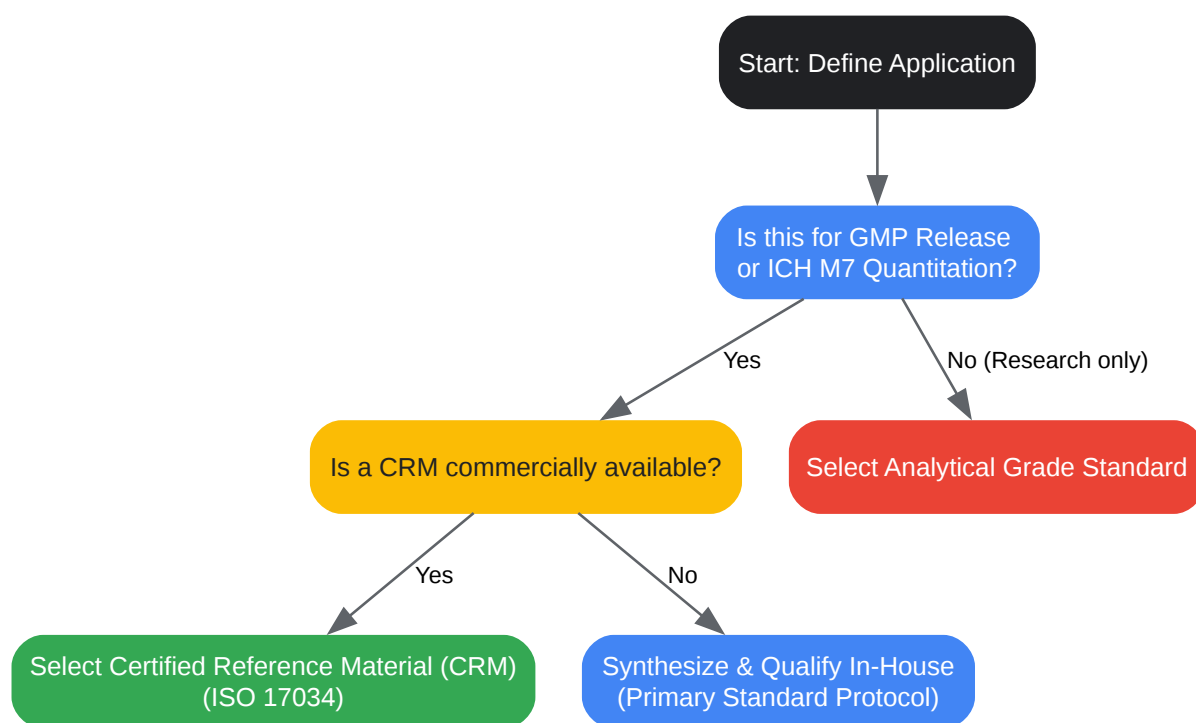 Start: Define Application
Is this for GMP Release
or ICH M7 Quantitation?
Yes
No (Research only)
Is a CRM commercially available?
Select Analytical Grade Standard
Yes
No
Select Certified Reference Material (CRM)
(ISO 17034)
Synthesize & Qualify In-House
(Primary Standard Protocol)